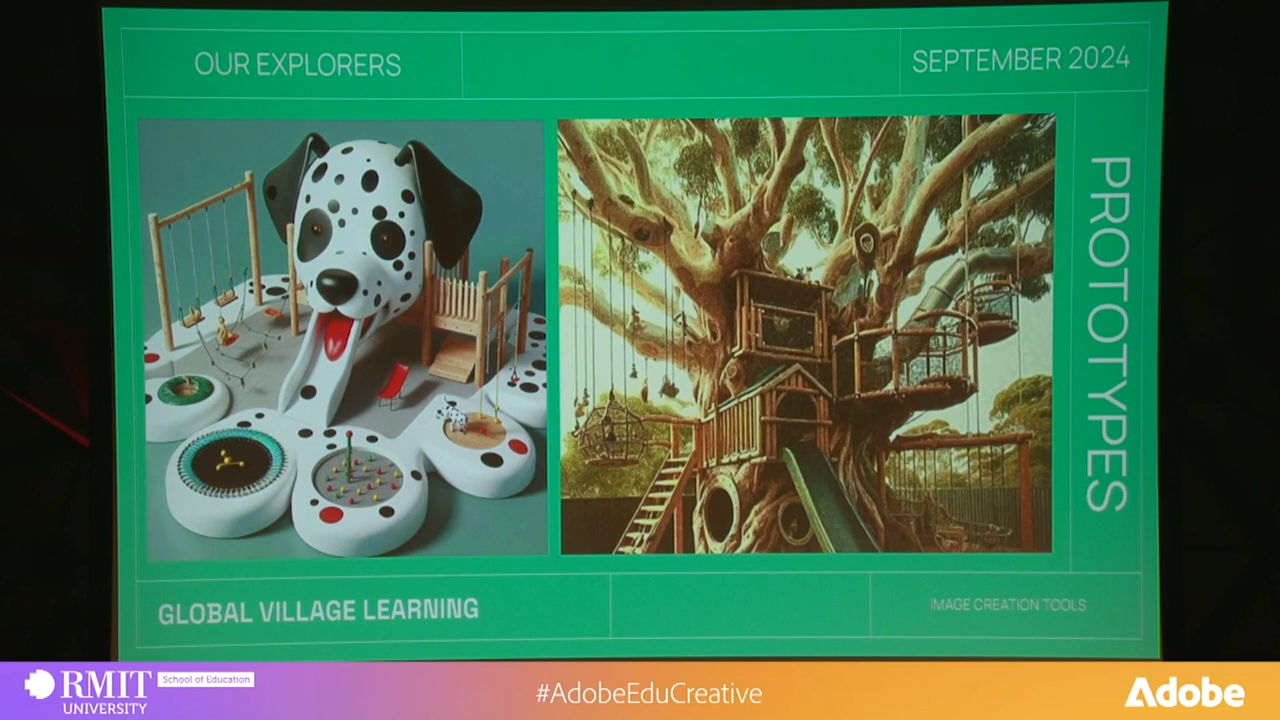 OUR EXPLORERS
SEPTEMBER 2024
PROTOTYPES
GLOBAL VILLAGE LEARNING
IMAGE CREATION TOOLS
RMIT
UNIVERSITY
School of Education
#AdobeEduCreative
Adobe